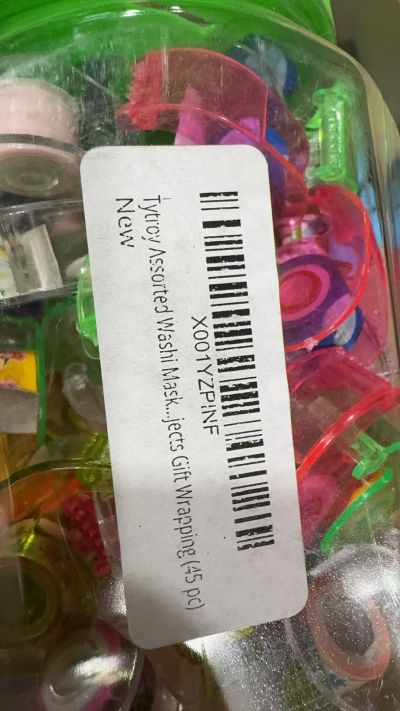 X001YZPINF
Tytroy Assorted Washi Mask...jects Gift Wrapping (45 pc)
New